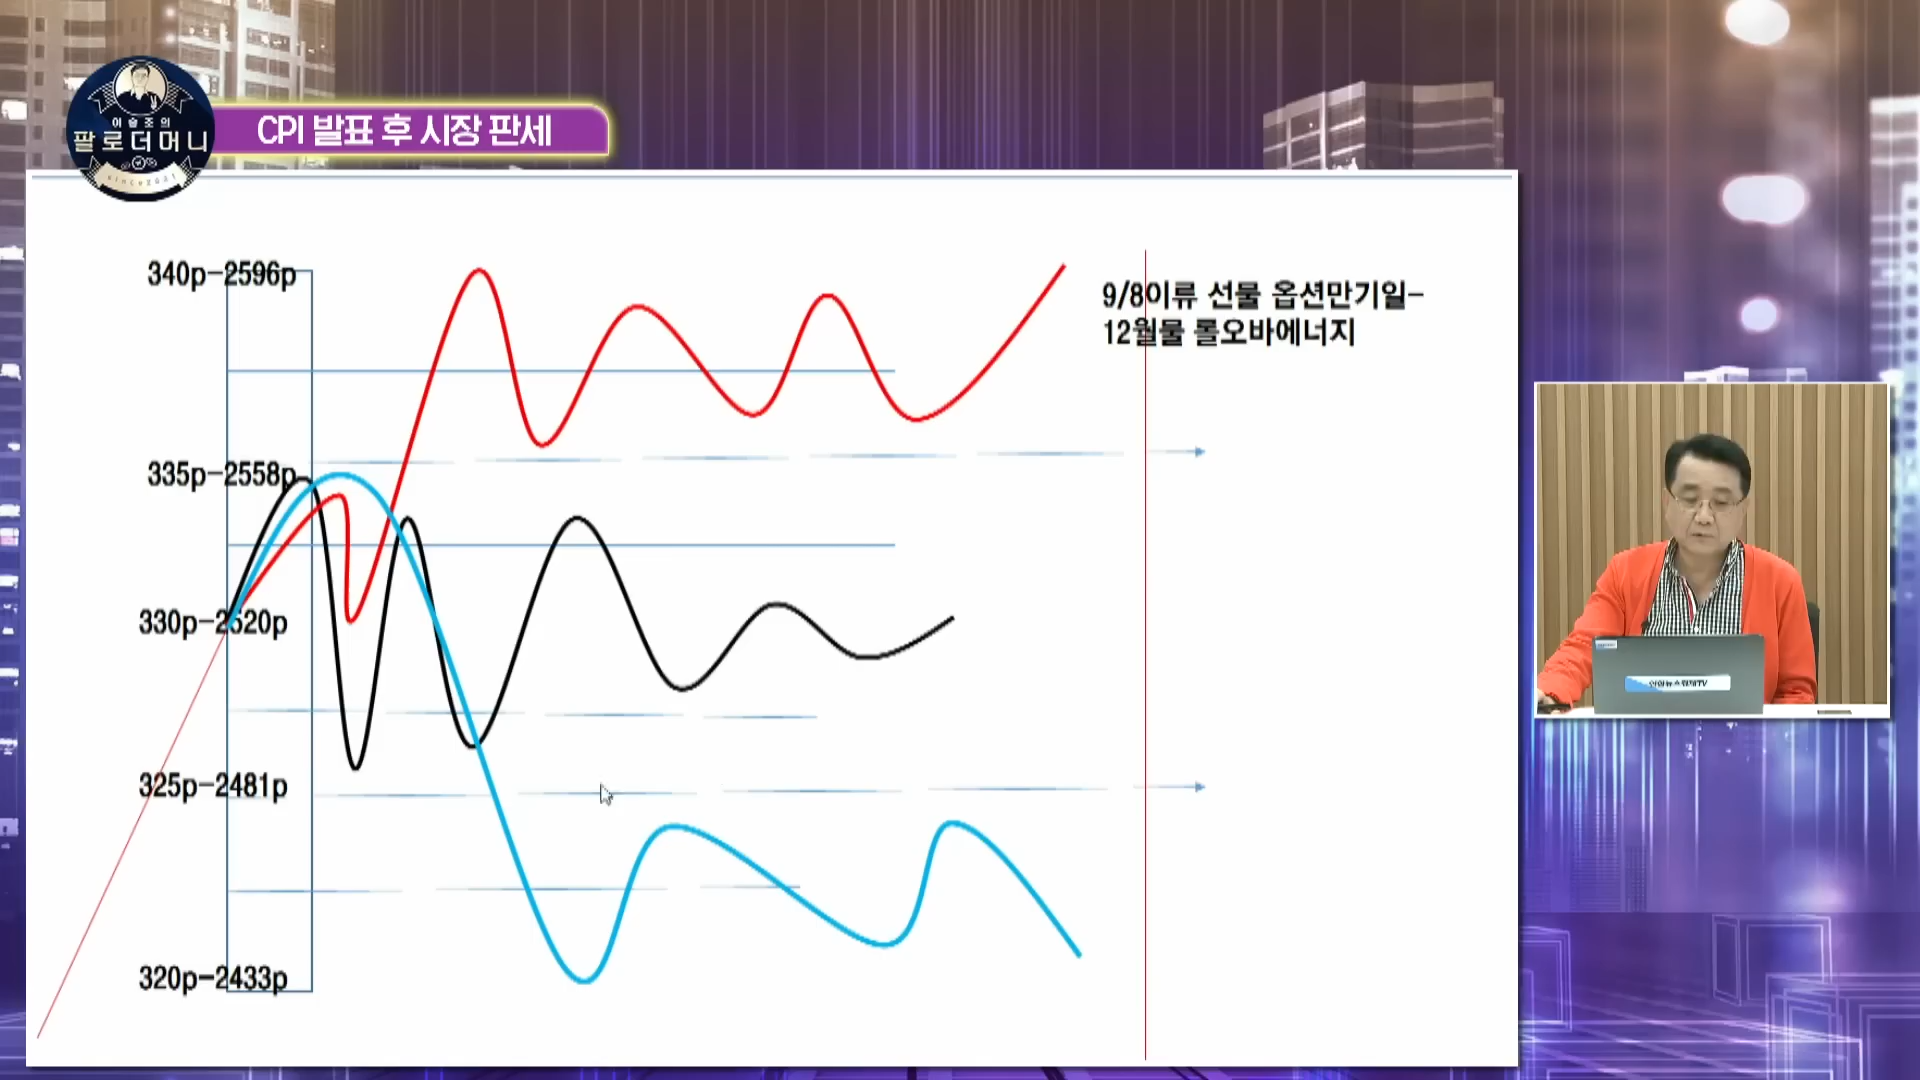 이슬조의
팔로더머니
CPI 발표 후 시장 판세
340p-2596p
9/8이류 선물 옵션만기일-
12월물 롤오바에너지
335p-2558p
330p-2520p
325p-2481p
320p-2433p